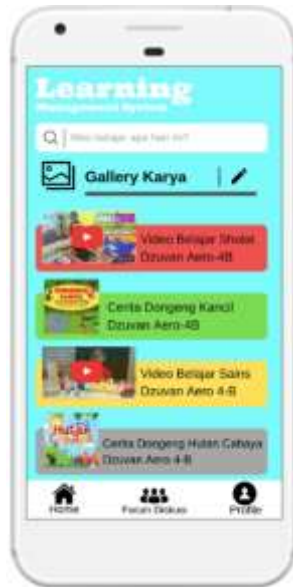 Learning
Management System
Mau belajar apa hari ini?
Gallery Karya
Video Belajar Sholat
Dzuvan Aero-4B
Cerita Dongeng Kancil
Dzuvan Aero-4B
Video Belajar Sains
Dzuvan Aero 4-B
Hutan
Cerita Dongeng Hutan Cahaya
Dzuvan Aero 4-B
Home
Forum Diskusi
Profile